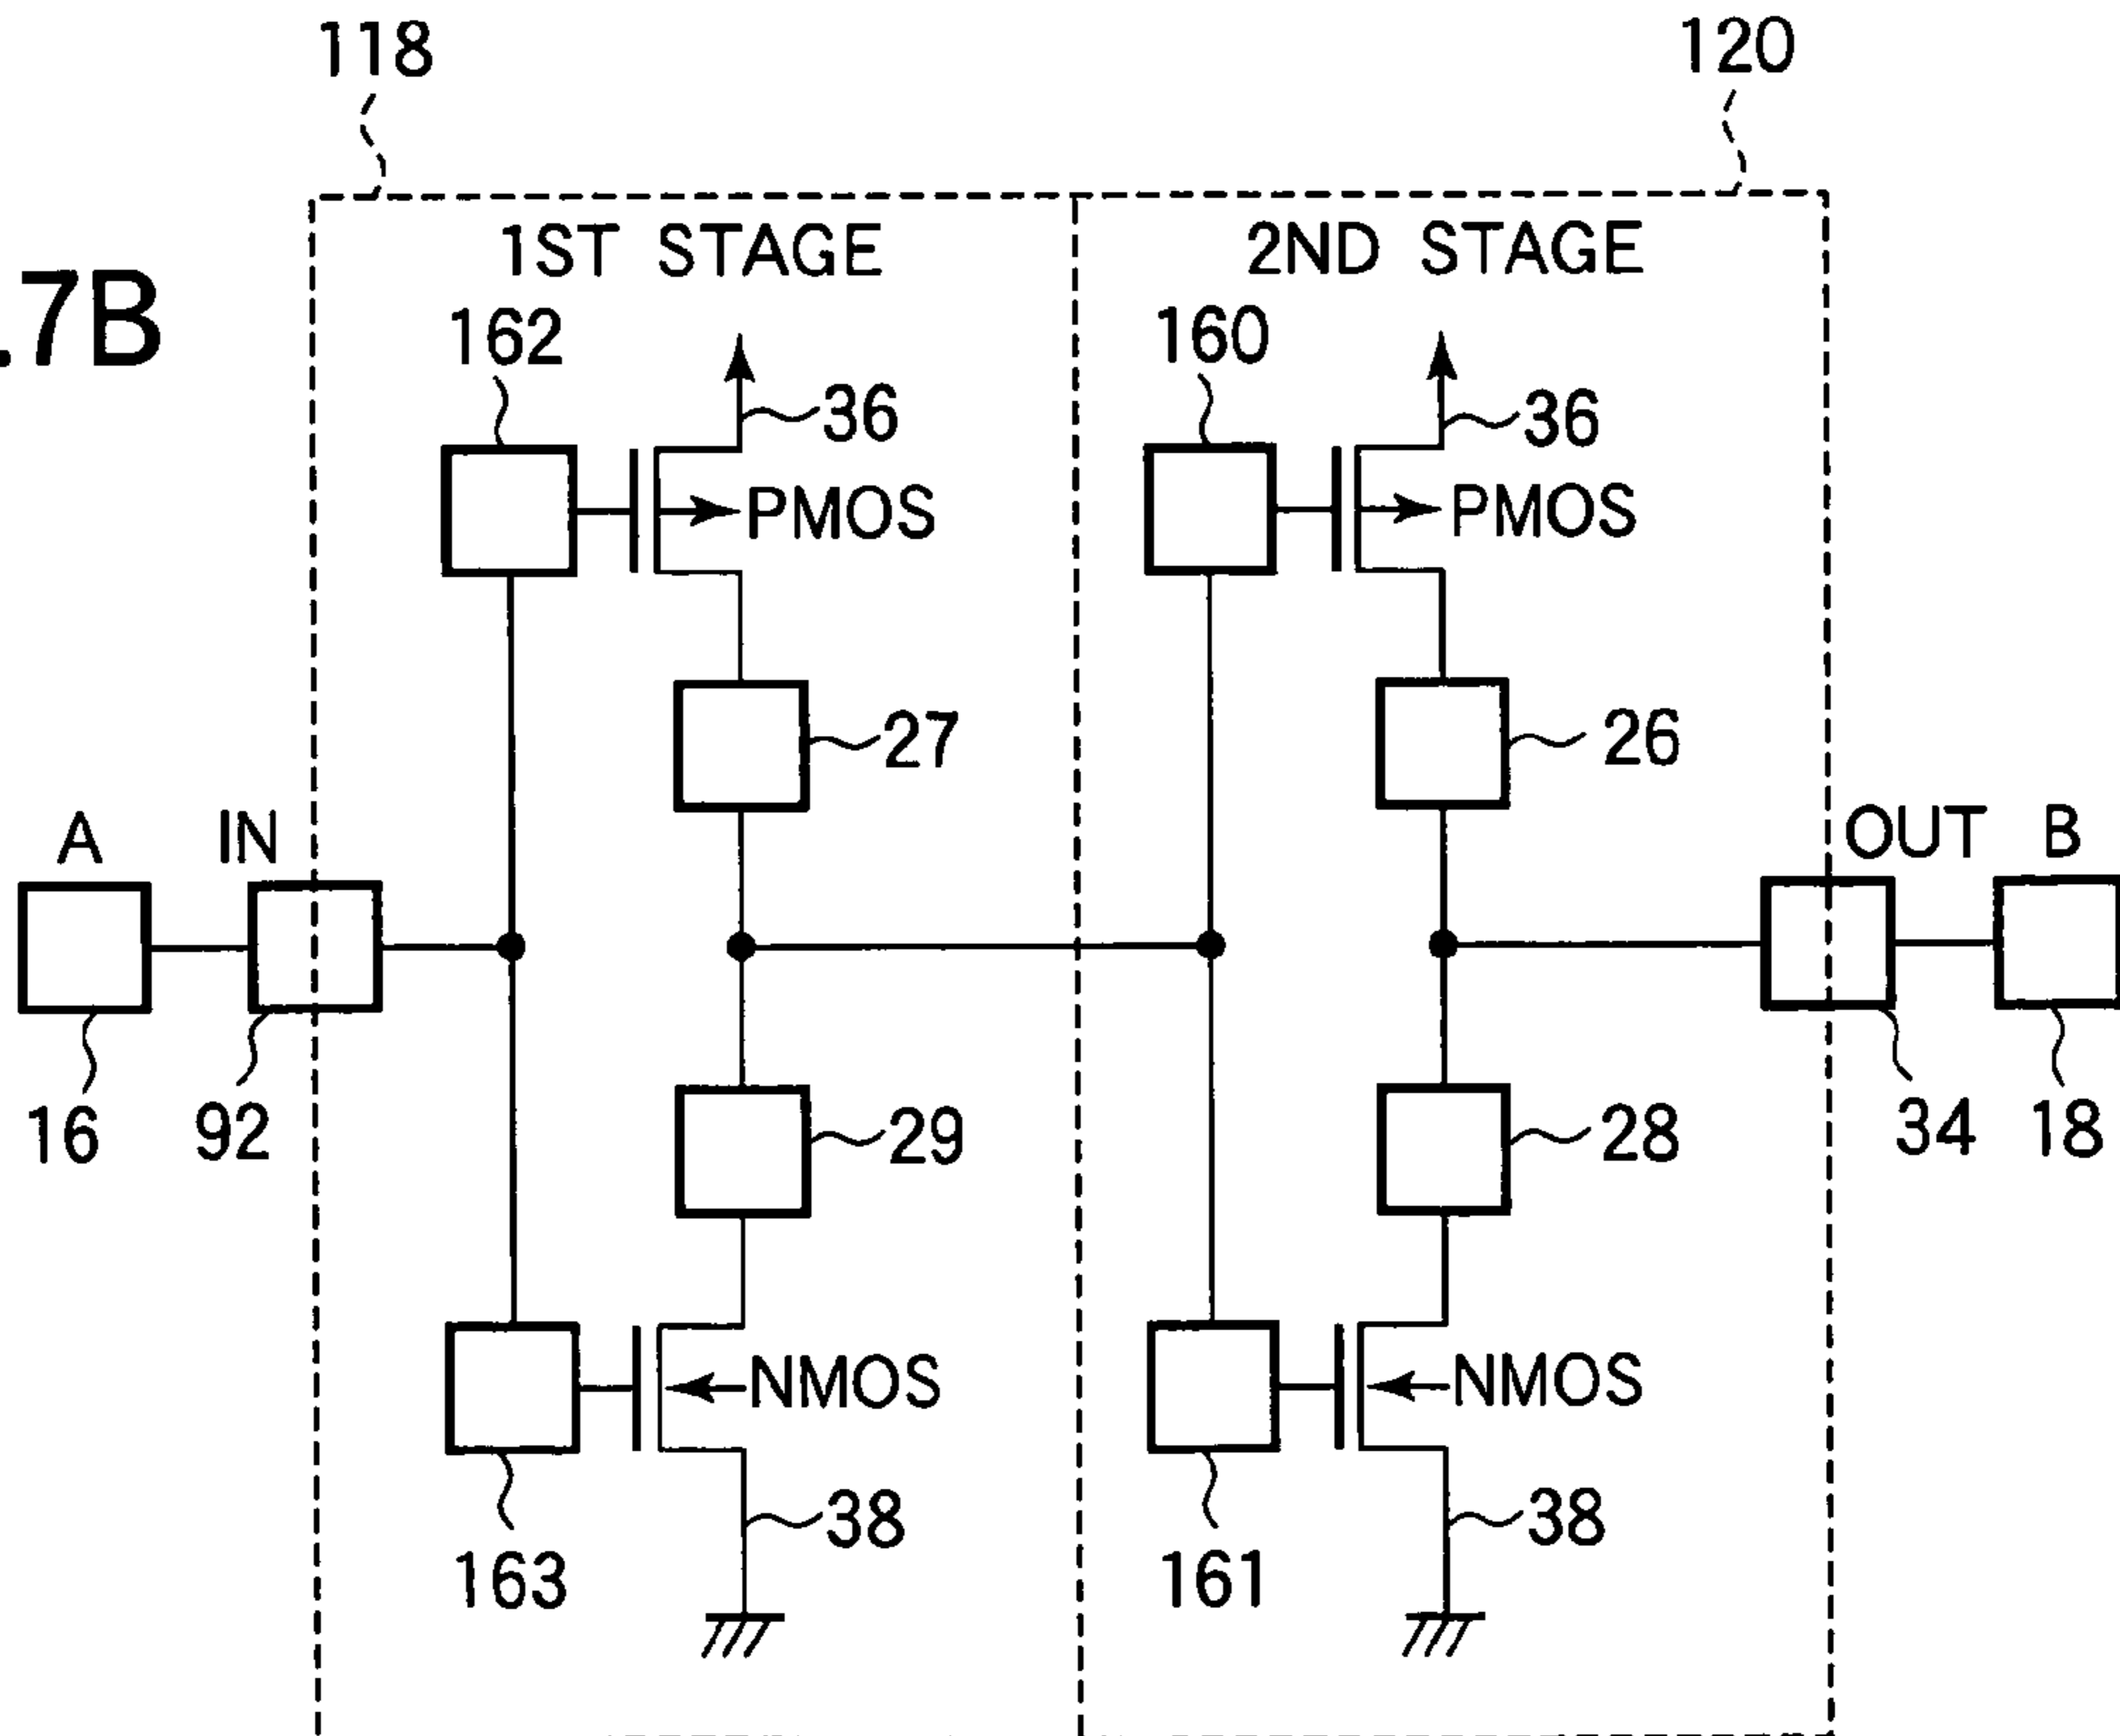 118
120
1ST STAGE
2ND STAGE
.7B
162
160
36
36
PMOS
PMOS
27
26
A
IN
OUT
B
16
92
29
28
34
18
NMOS
NMOS
38
38
163
161